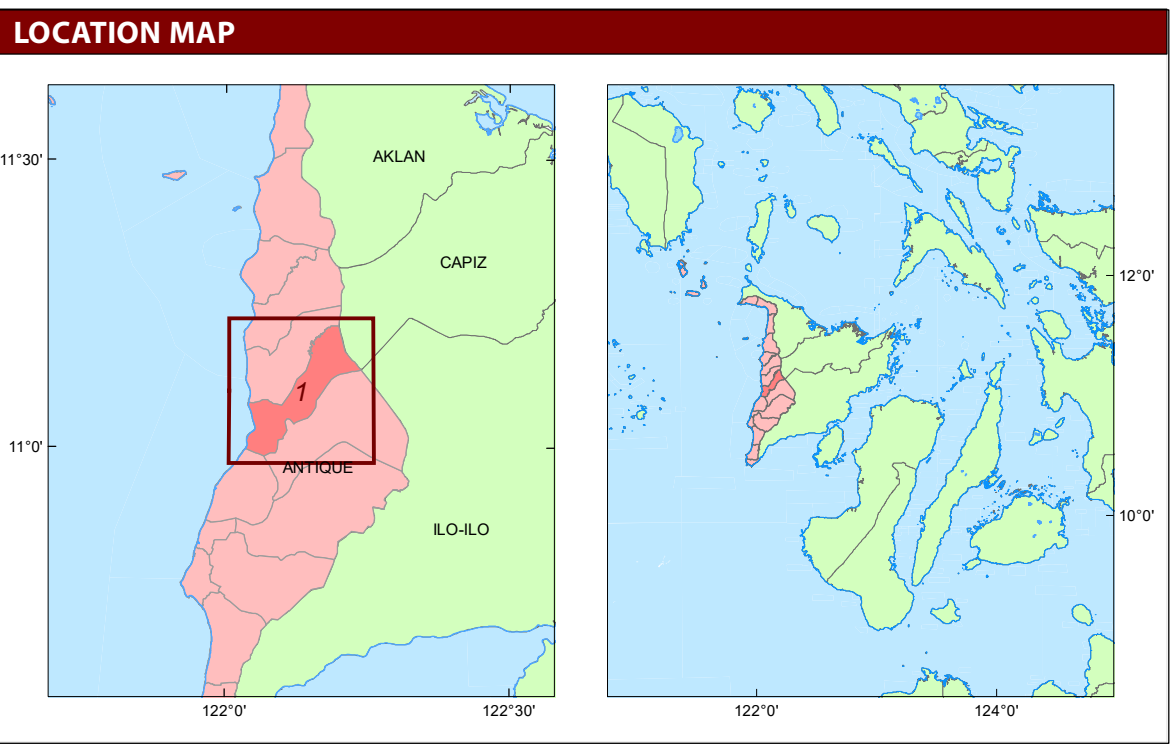 LOCATION MAP
11°30'
AKLAN
CAPIZ
12°0'
1
11°0'
ANTIQUE
10°0'
ILO-ILO
122°0'
122°30'
122°0'
124°0'